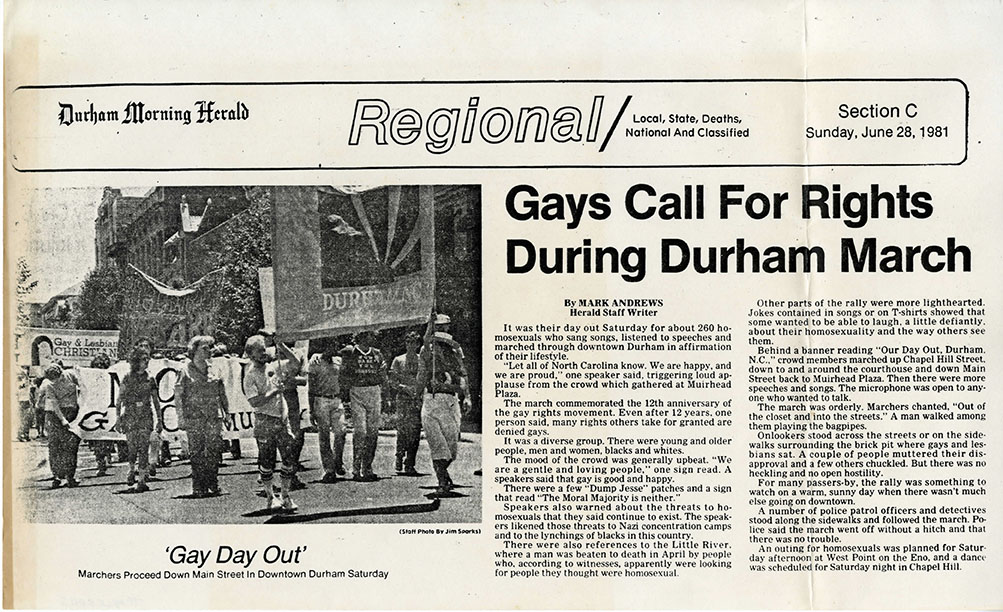 Durham Morning Herald
Regional/
Local, State, Deaths,
National And Classified
Section C
Sunday, June 28, 1981
Gay & Lesbian
CHRISTIAN
DURHAM
(Staff Photo By Jim Sparks)
'Gay Day Out'
Marchers Proceed Down Main Street In Downtown Durham Saturday
Gays Call For Rights
During Durham March
By MARK ANDREWS
Herald Staff Writer
It was their day out Saturday for about 260 ho-
mosexuals who sang songs, listened to speeches and
marched through downtown Durham in affirmation
of their lifestyle.
"Let all of North Carolina know. We are happy, and
we are proud," one speaker said, triggering loud ap-
plause from the crowd which gathered at Muirhead
Plaza.
The march commemorated the 12th anniversary of
the gay rights movement. Even after 12 years, one
person said, many rights others take for granted are
denied gays.
It was a diverse group. There were young and older
people, men and women, blacks and whites.
The mood of the crowd was generally upbeat. "We
are a gentle and loving people," one sign read. A
speakers said that gay is good and happy.
There were a few "Dump Jesse" patches and a sign
that read "The Moral Majority is neither."
Speakers also warned about the threats to ho-
mosexuals that they said continue to exist. The speak-
ers likened those threats to Nazi concentration camps
and to the lynchings of blacks in this country.
There were also references to the Little River,
where a man was beaten to death in April by people
who, according to witnesses, apparently were looking
for people they thought were homosexual.
Other parts of the rally were more lighthearted.
Jokes contained in songs or on T-shirts showed that
some wanted to be able to laugh, a little defiantly,
about their homosexuality and the way others see
them.
Behind a banner reading "Our Day Out, Durham,
N.C.," crowd members marched up Chapel Hill Street,
down to and around the courthouse and down Main
Street back to Muirhead Plaza. Then there were more
speeches and songs. The microphone was open to any-
one who wanted to talk.
The march was orderly. Marchers chanted, "Out of
the closet and into the streets." A man walked among
them playing the bagpipes.
Onlookers stood across the streets or on the side-
walks surrounding the brick pit where gays and les-
bians sat. A couple of people muttered their dis-
approval and a few others chuckled. But there was no
heckling and no open hostility.
For many passers-by, the rally was something to
watch on a warm, sunny day when there wasn't much
else going on downtown.
A number of police patrol officers and detectives
stood along the sidewalks and followed the march. Po-
lice said the march went off without a hitch and that
there was no trouble.
An outing for homosexuals was planned for Satur-
day afternoon at West Point on the Eno, and a dance
was scheduled for Saturday night in Chapel Hill.